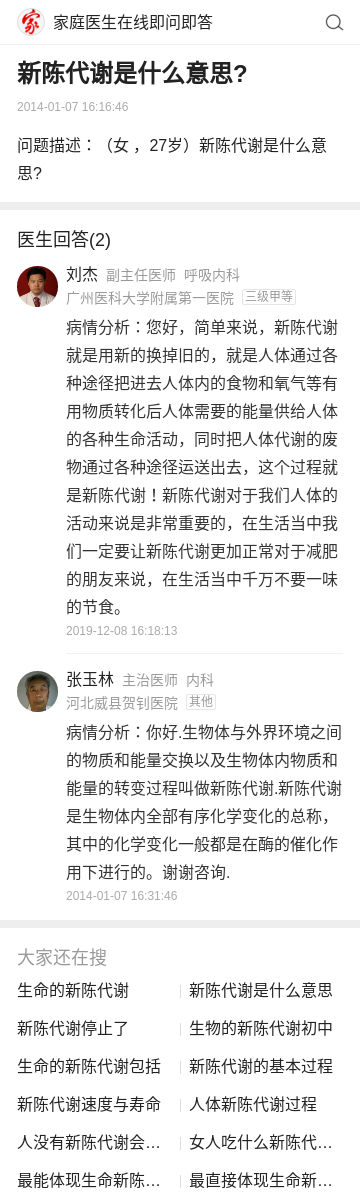 家庭医生在线即问即答
新陈代谢是什么意思?
2014-01-07 16:16:46
问题描述：（女 ，27岁）新陈代谢是什么意
思?
医生回答(2)
刘杰 副主任医师 呼吸内科
广州医科大学附属第一医院 三级甲等
病情分析：您好，简单来说，新陈代谢
就是用新的换掉旧的，就是人体通过各
种途径把进去人体内的食物和氧气等有
用物质转化后人体需要的能量供给人体
的各种生命活动，同时把人体代谢的废
物通过各种途径运送出去，这个过程就
是新陈代谢！新陈代谢对于我们人体的
活动来说是非常重要的，在生活当中我
们一定要让新陈代谢更加正常对于减肥
的朋友来说，在生活当中千万不要一味
的节食。
2019-12-08 16:18:13
张玉林 主治医师 内科
河北威县贺钊医院 其他
病情分析：你好.生物体与外界环境之间
的物质和能量交换以及生物体内物质和
能量的转变过程叫做新陈代谢.新陈代谢
是生物体内全部有序化学变化的总称，
其中的化学变化一般都是在酶的催化作
用下进行的。谢谢咨询.
2014-01-07 16:31:46
大家还在搜
生命的新陈代谢 新陈代谢是什么意思
新陈代谢停止了 生物的新陈代谢初中
生命的新陈代谢包括 新陈代谢的基本过程
新陈代谢速度与寿命 人体新陈代谢过程
人没有新陈代谢会... 女人吃什么新陈代...
最能体现生命新陈... 最直接体现生命新...